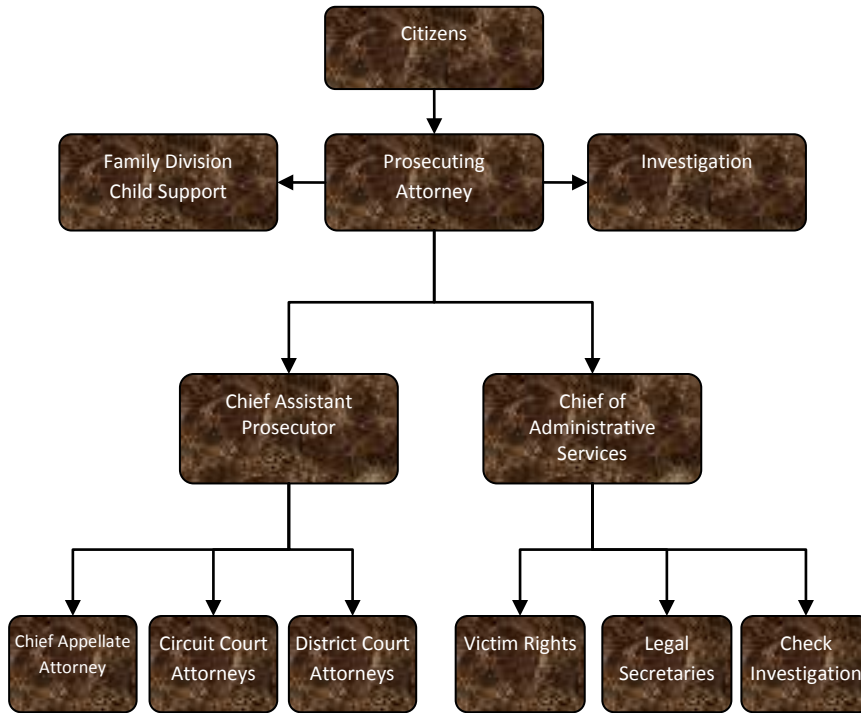 Citizens
Family Division
Child Support
Prosecuting
Attorney
Investigation
Chief Assistant
Prosecutor
Chief of
Administrative
Services
Chief Appellate
Attorney
Circuit Court
Attorneys
District Court
Attorneys
Victim Rights
Legal
Secretaries
Check
Investigation